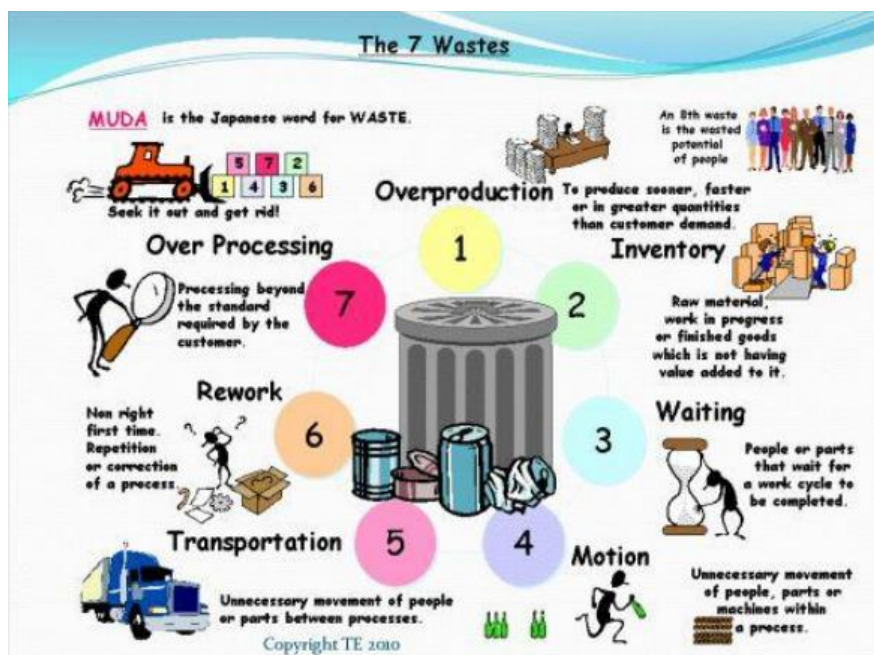 The 7 Wastes
MUDA is the Japanese word for WASTE.
5 7 2
1 4 3 6
Seek it out and get rid!
An 8th waste
is the wasted
potential
of people
Overproduction
To produce sooner, faster
or in greater quantities
than customer demand.
1
Inventory
2
Raw material,
work in progress
or finished goods
which is not having
value added to it.
Waiting
3
People or parts
that wait for
a work cycle to
be completed.
Motion
4
Unnecessary movement
of people, parts or
machines within
a process.
Transportation
5
Unnecessary movement of people
or parts between processes.
Rework
6
Non right
first time.
Repetition
or correction
of a process.
Over Processing
7
Processing beyond
the standard
required by the
customer.
Copyright TE 2010